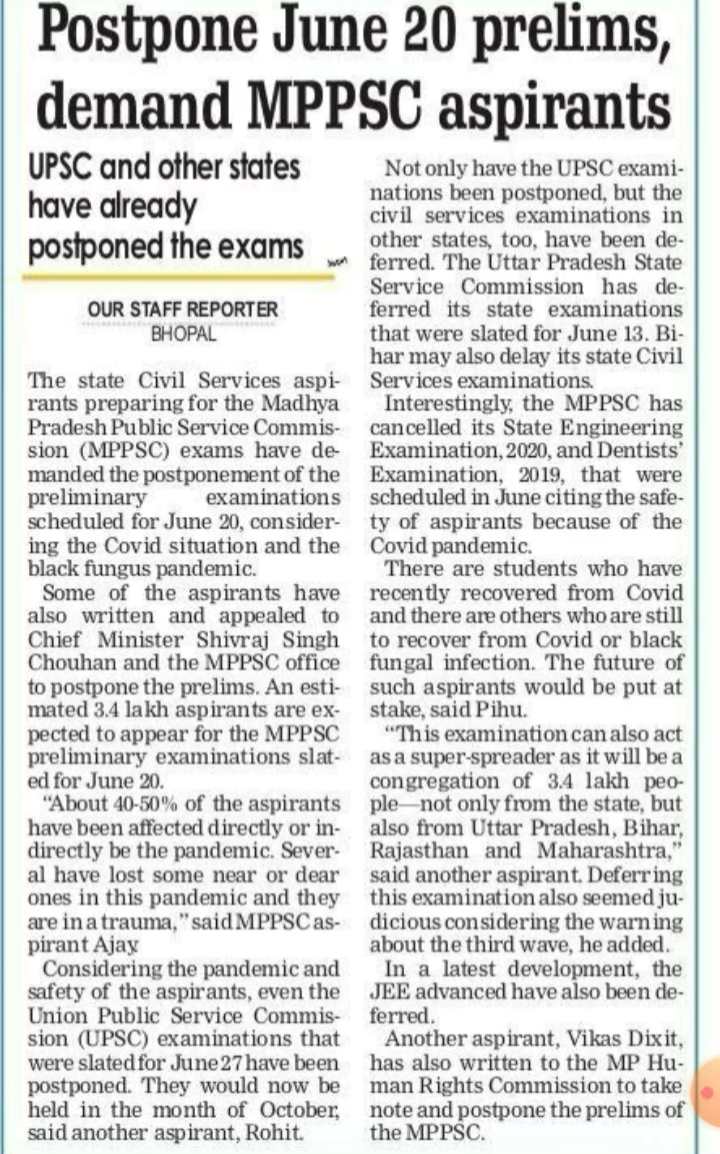 Postpone June 20 prelims,
demand MPPSC aspirants
UPSC and other states
have already
postponed the exams
OUR STAFF REPORTER
BHOPAL
The state Civil Services aspi-
rants preparing for the Madhya
Pradesh Public Service Commis-
sion (MPPSC) exams have de-
manded the postponement of the
preliminary examinations
scheduled for June 20, consider-
ing the Covid situation and the
black fungus pandemic.
Some of the aspirants have
also written and appealed to
Chief Minister Shivraj Singh
Chouhan and the MPPSC office
to postpone the prelims. An esti-
mated 3.4 lakh aspirants are ex-
pected to appear for the MPPSC
preliminary examinations slat-
ed for June 20.
“About 40-50% of the aspirants
have been affected directly or in-
directly be the pandemic. Sever-
al have lost some near or dear
ones in this pandemic and they
are in a trauma,” said MPPSC as-
pirant Ajay
Considering the pandemic and
safety of the aspirants, even the
Union Public Service Commis-
sion (UPSC) examinations that
were slated for June 27 have been
postponed. They would now be
held in the month of October,
said another aspirant, Rohit.
Not only have the UPSC exami-
nations been postponed, but the
civil services examinations in
other states, too, have been de-
ferred. The Uttar Pradesh State
Service Commission has de-
ferred its state examinations
that were slated for June 13. Bi-
har may also delay its state Civil
Services examinations.
Interestingly, the MPPSC has
cancelled its State Engineering
Examination, 2020, and Dentists’
Examination, 2019, that were
scheduled in June citing the safe-
ty of aspirants because of the
Covid pandemic.
There are students who have
recently recovered from Covid
and there are others who are still
to recover from Covid or black
fungal infection. The future of
such aspirants would be put at
stake, said Pihu.
“This examination can also act
as a super-spreader as it will be a
congregation of 3.4 lakh peo-
ple—not only from the state, but
also from Uttar Pradesh, Bihar,
Rajasthan and Maharashtra,”
said another aspirant. Deferring
this examination also seemed ju-
dicious considering the warning
about the third wave, he added.
In a latest development, the
JEE advanced have also been de-
ferred.
Another aspirant, Vikas Dixit,
has also written to the MP Hu-
man Rights Commission to take
note and postpone the prelims of
the MPPSC.